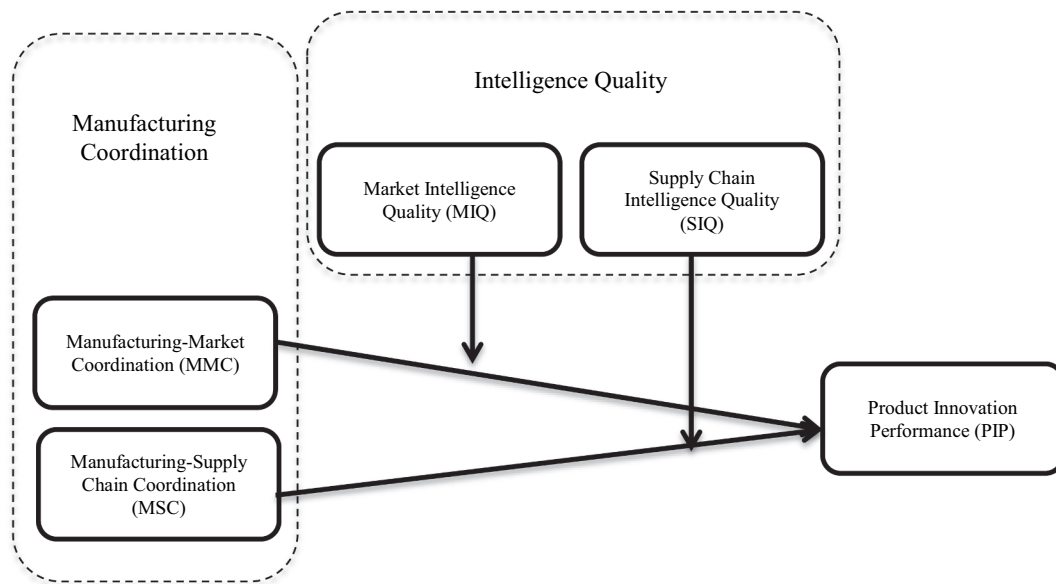 Intelligence Quality
Manufacturing
Coordination
Market Intelligence
Quality (MIQ)
Supply Chain
Intelligence Quality
(SIQ)
Manufacturing-Market
Coordination (MMC)
Product Innovation
Performance (PIP)
Manufacturing-Supply
Chain Coordination
(MSC)